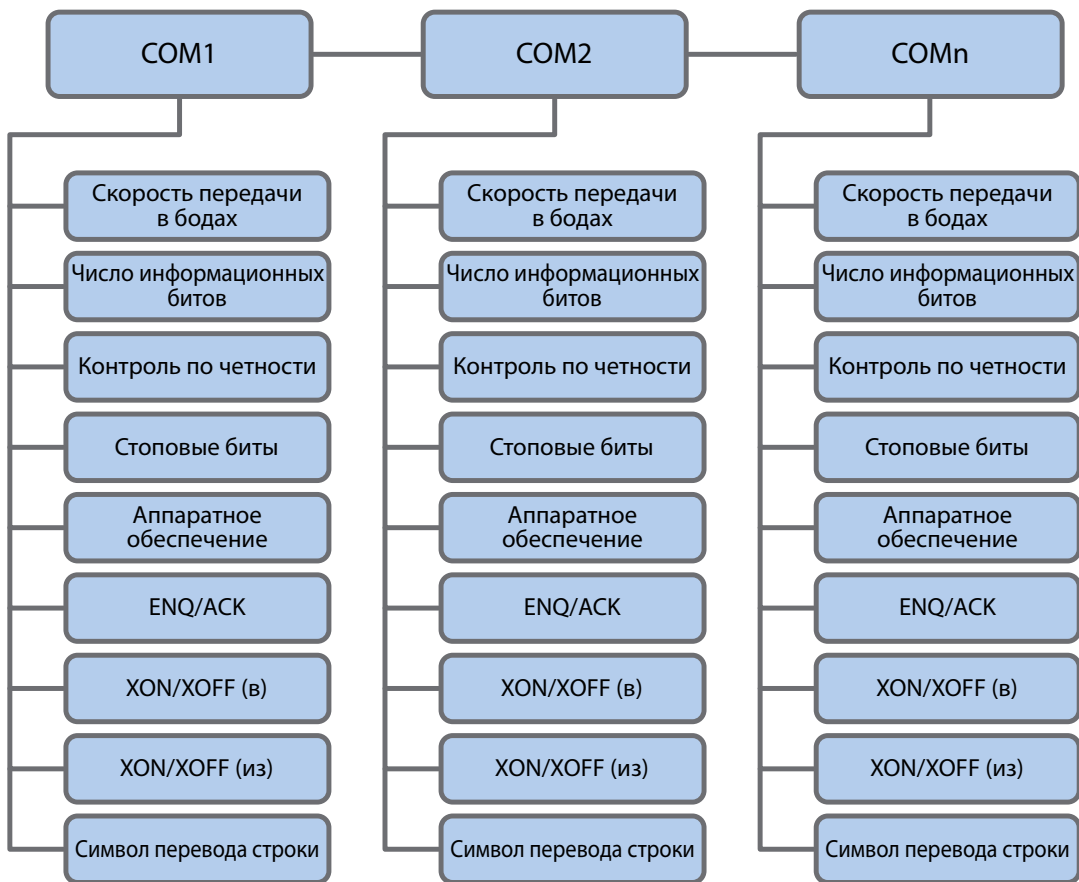 COM1
COM2
COMn
Скорость передачи
в бодах
Число информационных
битов
Контроль по четности
Стоповые биты
Аппаратное
обеспечение
ENQ/ACK
XON/XOFF (в)
XON/XOFF (из)
Символ перевода строки
Скорость передачи
в бодах
Число информационных
битов
Контроль по четности
Стоповые биты
Аппаратное
обеспечение
ENQ/ACK
XON/XOFF (в)
XON/XOFF (из)
Символ перевода строки
Скорость передачи
в бодах
Число информационных
битов
Контроль по четности
Стоповые биты
Аппаратное
обеспечение
ENQ/ACK
XON/XOFF (в)
XON/XOFF (из)
Символ перевода строки